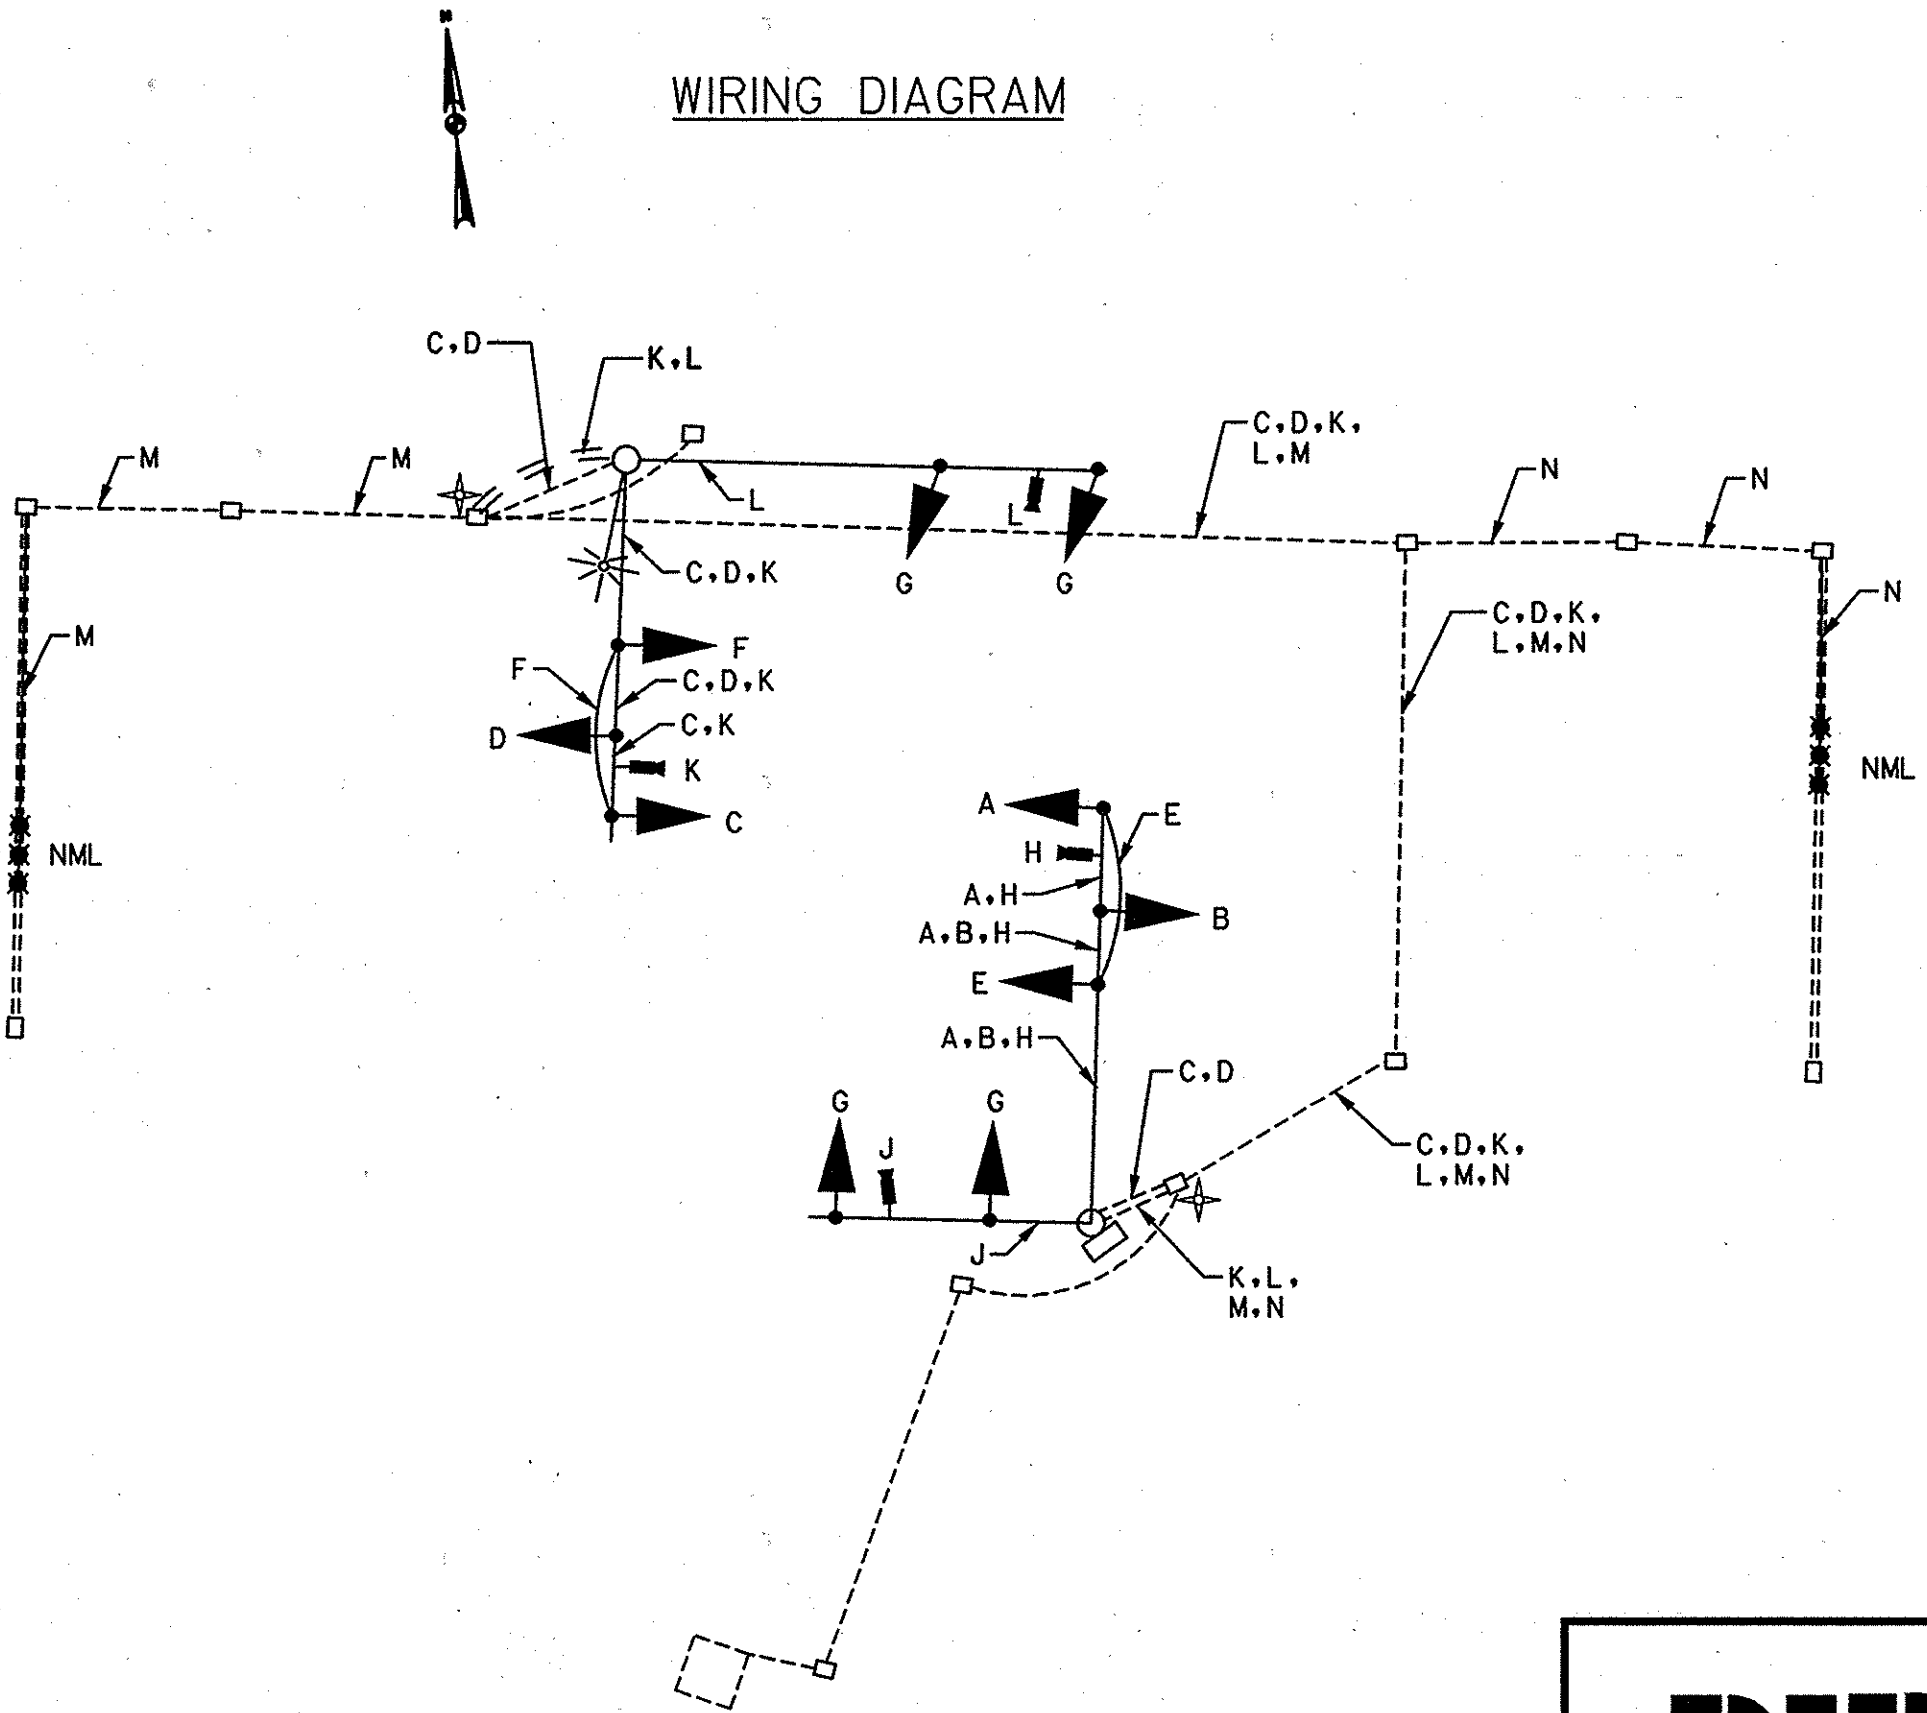 N
WIRING DIAGRAM
C,D
K,L
C,D,K,
L,M
M
M
N
N
L
L
G
G
C,D,K
N
C,D,K,
L,M,N
M
F
F
C,D,K
C,K
D
K
NML
C
A
E
NML
H
A,H
B
A,B,H
E
A,B,H
C,D
G
G
J
C,D,K,
L,M,N
J
K,L,
M,N